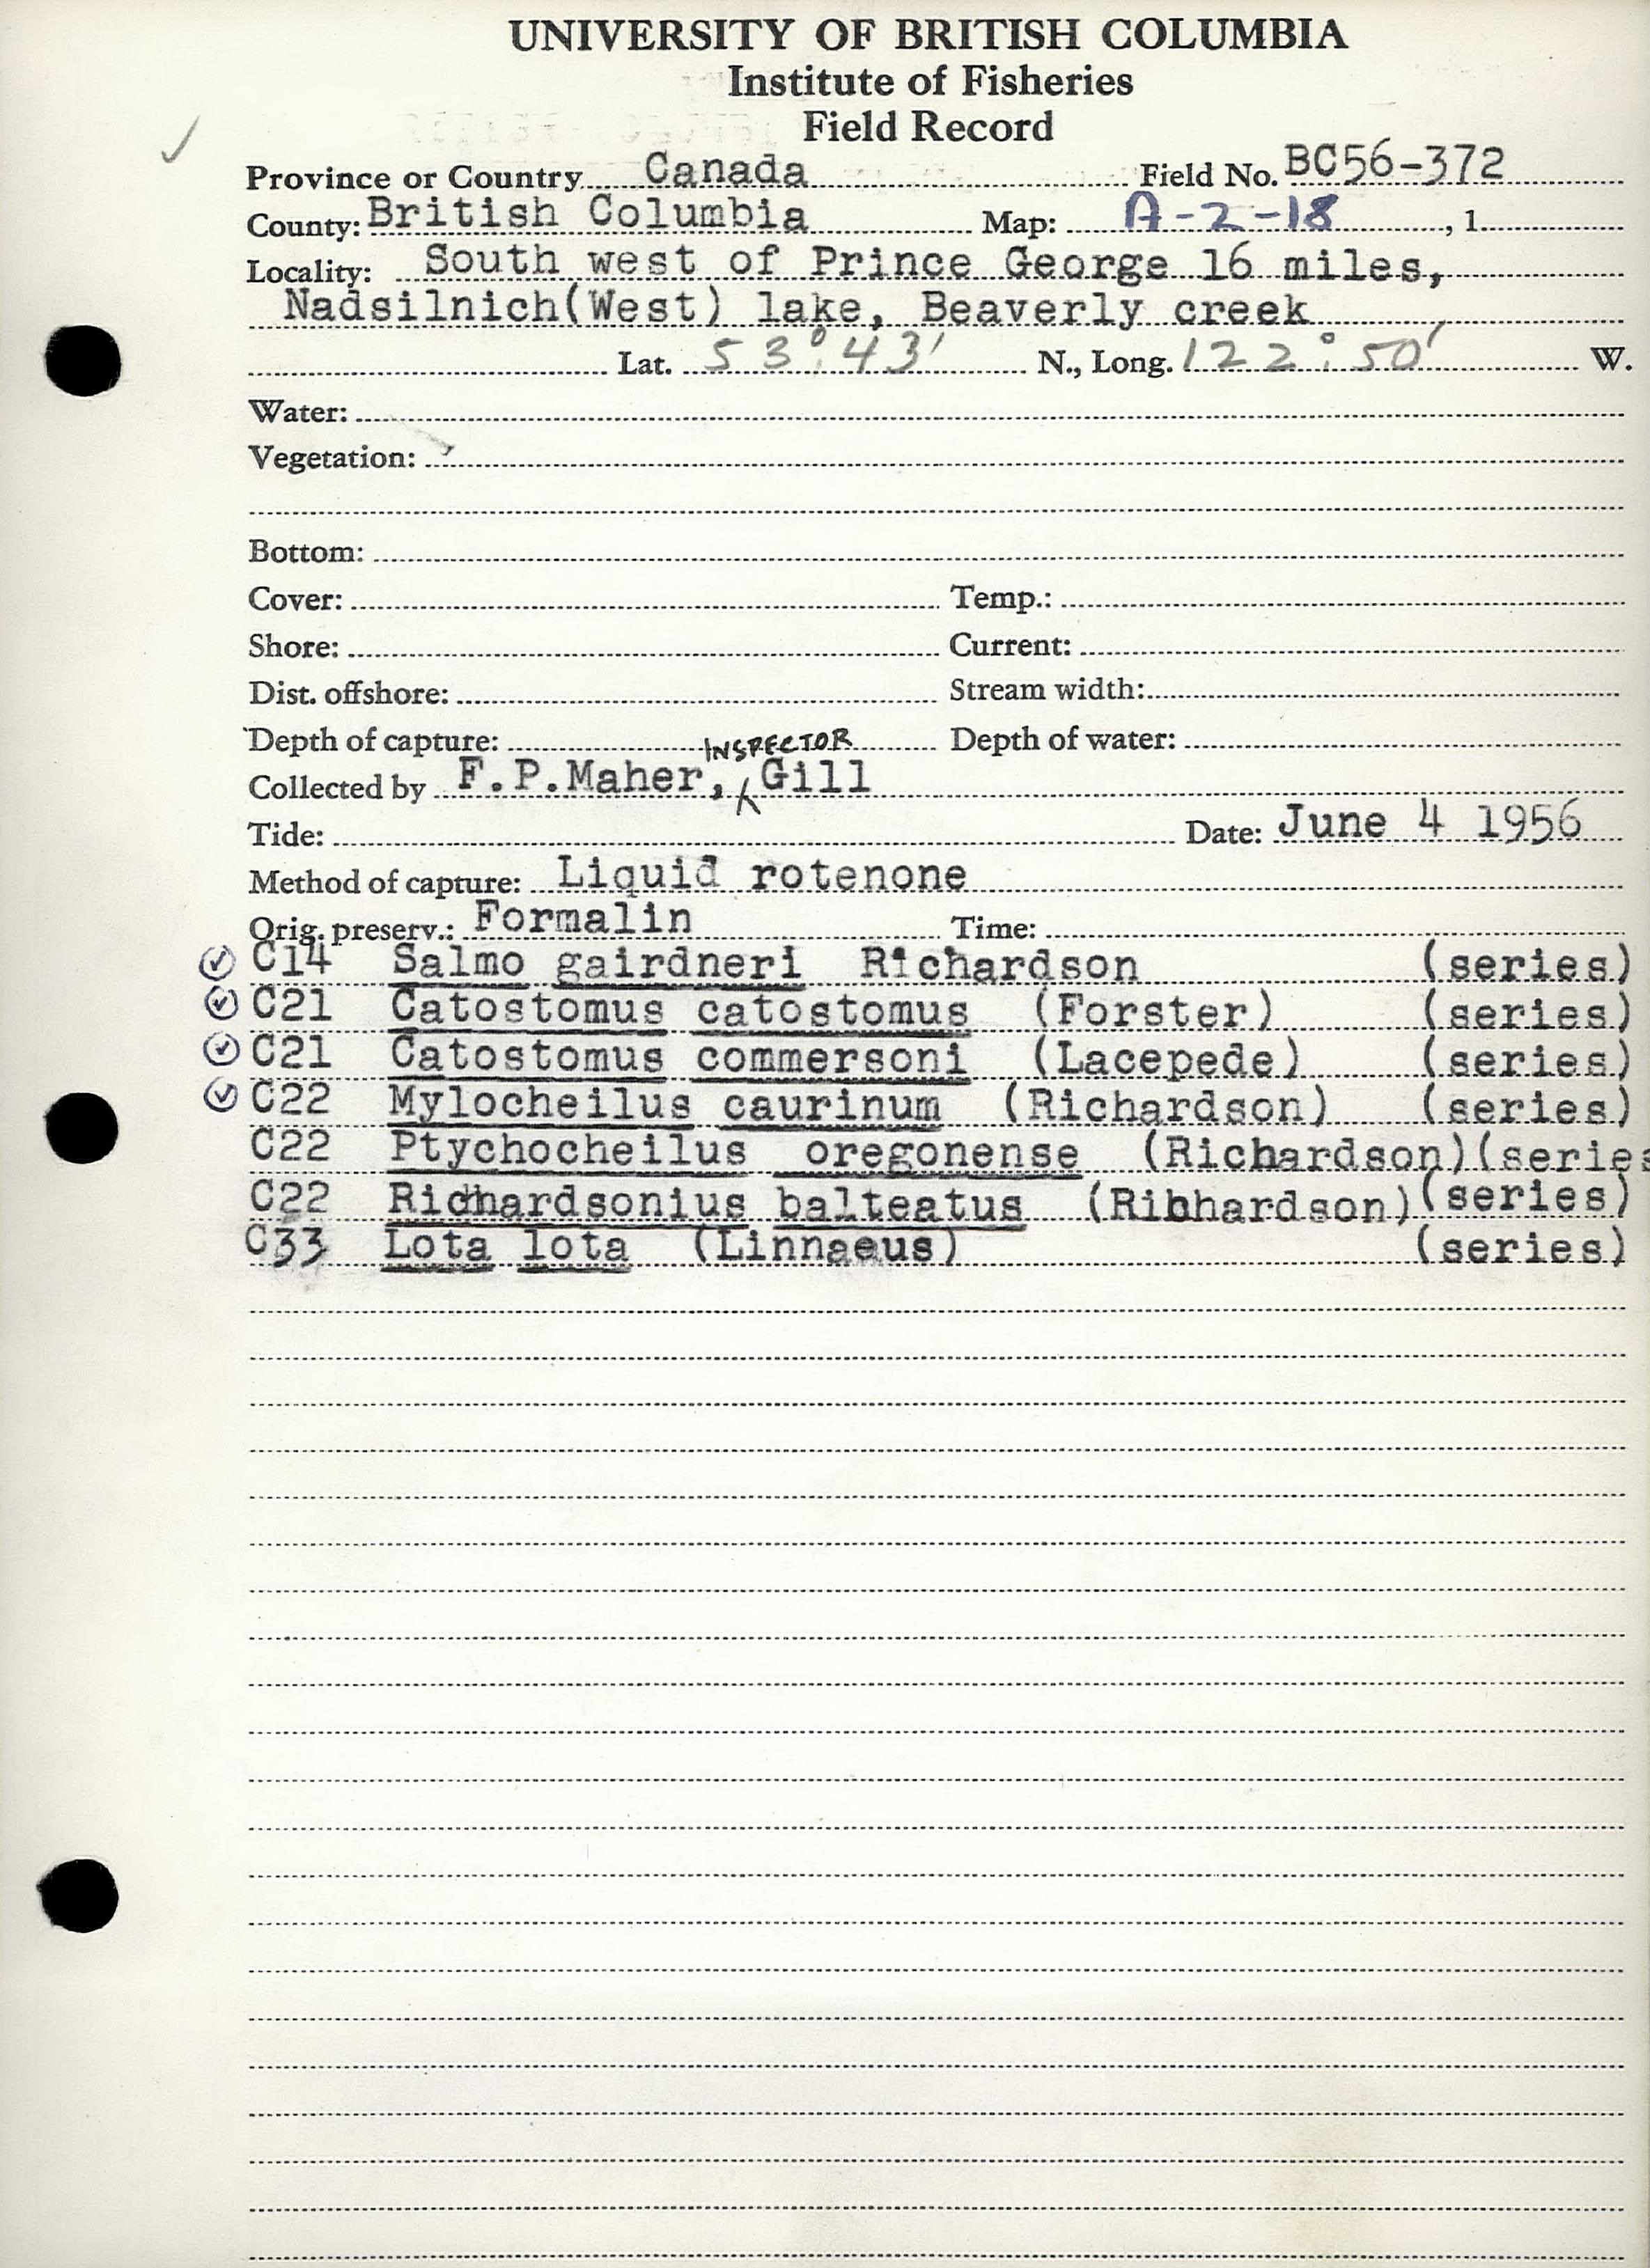 UNIVERSITY OF BRITISH COLUMBIA
Institute of Fisheries
Field Record
Province or Country Canada Field No. BC56-372
County: British Columbia Map: A-2-18, 1.
Locality: South west of Prince George 16 miles,
Nadsilnich(West) lake, Beaverly creek
Lat. 53° 43' N., Long. 122° 50' W.
Water:
Vegetation:
Bottom:
Cover: Temp.:
Shore: Current:
Dist. offshore: Stream width:
Depth of capture: Depth of water:
INSPECTOR
Collected by F.P.Maher, Gill
Tide: Date: June 4 1956
Method of capture: Liquid rotenone
Orig. preserv.: Formalin Time:
C14 Salmo gairdneri Richardson (series)
C21 Catostomus catostomus (Forster) (series)
C21 Catostomus commersoni (Lacepede) (series)
C22 Mylocheilus caurinum (Richardson) (series)
C22 Ptychocheilus oregonense (Richardson)(series
C22 Richardsonius balteatus (Ribhardson)(series)
C33 Lota lota (Linnaeus) (series)